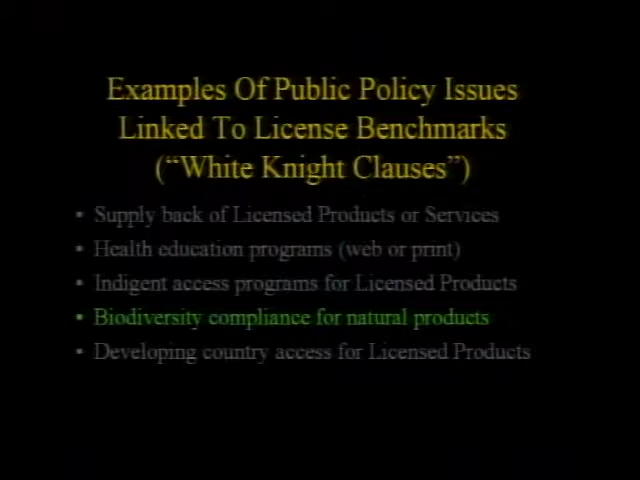 Examples Of Public Policy Issues
Linked To License Benchmarks
(“White Knight Clauses”)
• Supply back of Licensed Products or Services
• Health education programs (web or print)
• Indigent access programs for Licensed Products
• Biodiversity compliance for natural products
• Developing country access for Licensed Products